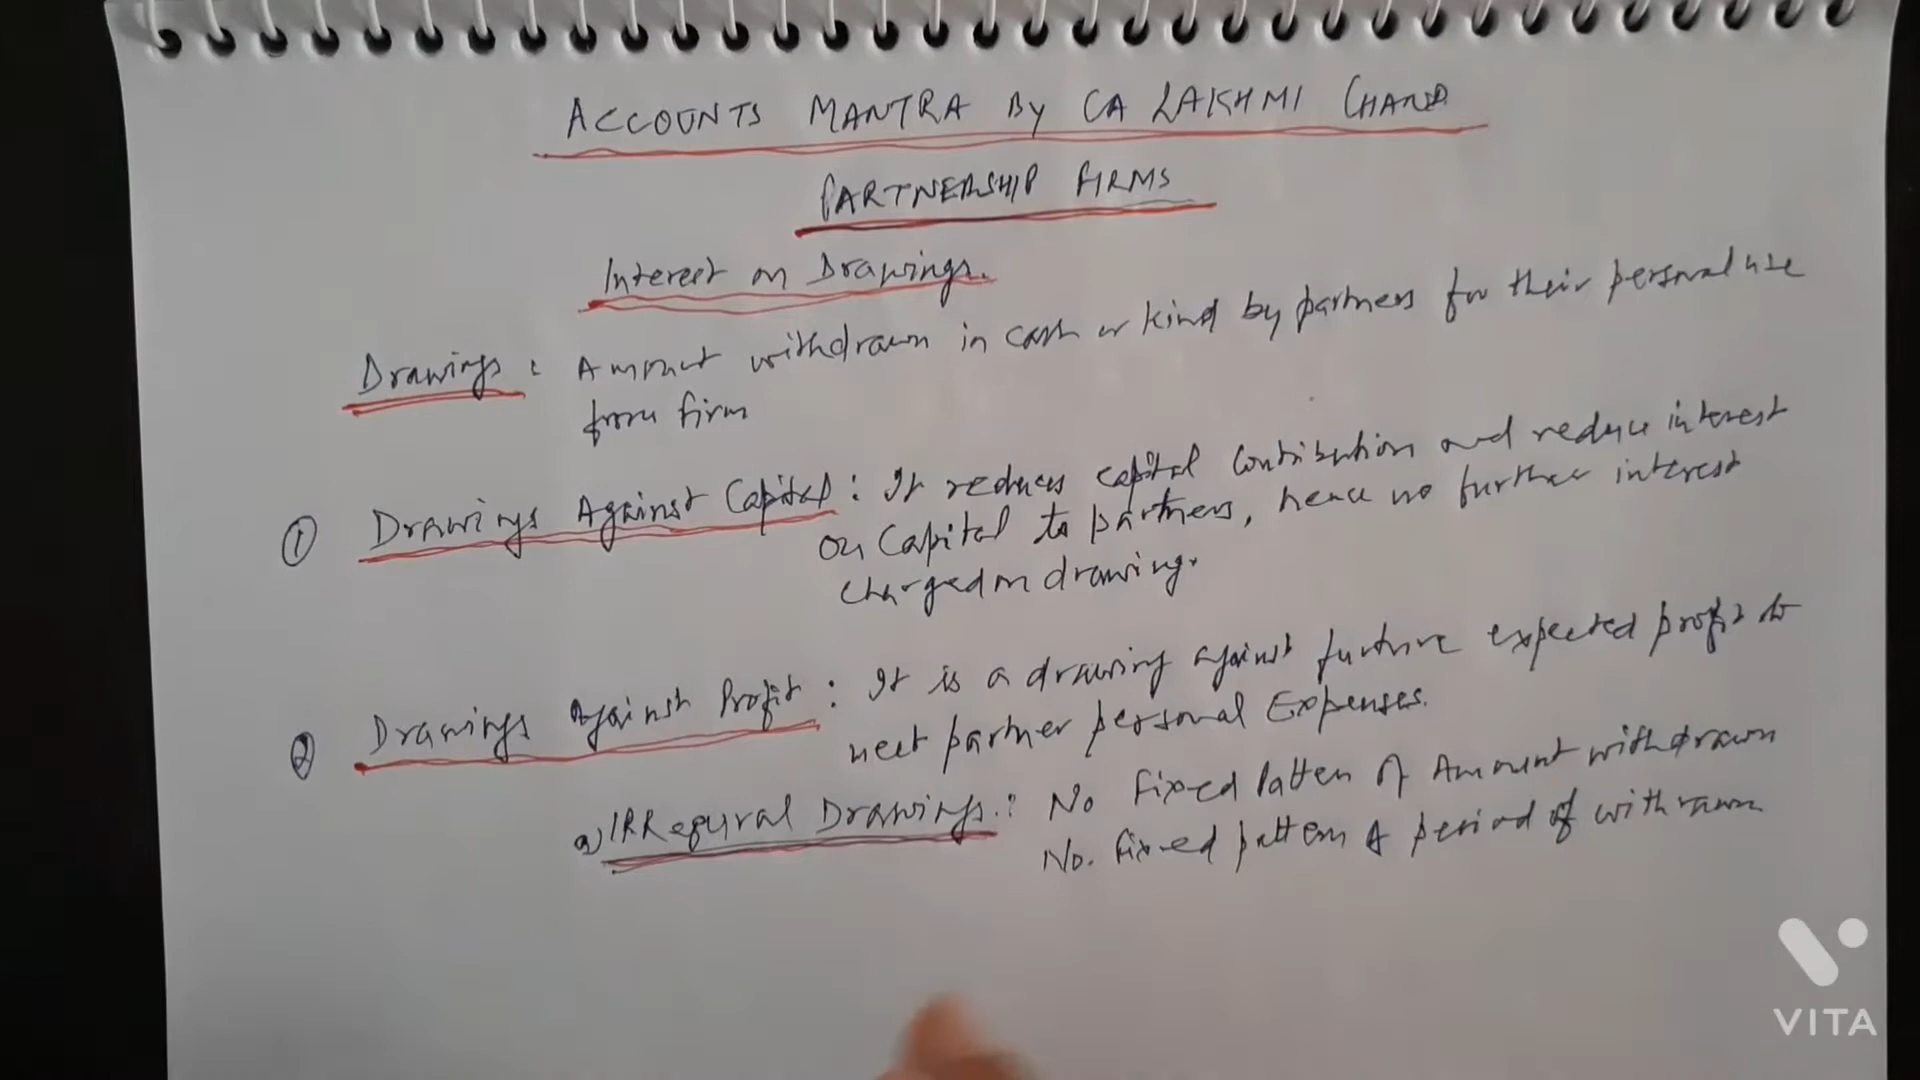 ACCOUNTS MANTRA BY CA LAKHMI CHAND
PARTNERSHIP FIRMS
Interest on Drawings.
Drawings : Amount withdrawn in cash or kind by partners for their personal use
from firm
① Drawings Against Capital : It reduces capital contribution and reduce interest
on Capital to partners, hence no further interest
charged on drawing.
② Drawings Against Profit : It is a drawing against furture expected profit to
meet partner personal Expenses.
a) IRRegural Drawings. : No Fixed Patten of Amount withdrawn
No. fixed pattern of period of withrawn
VITA